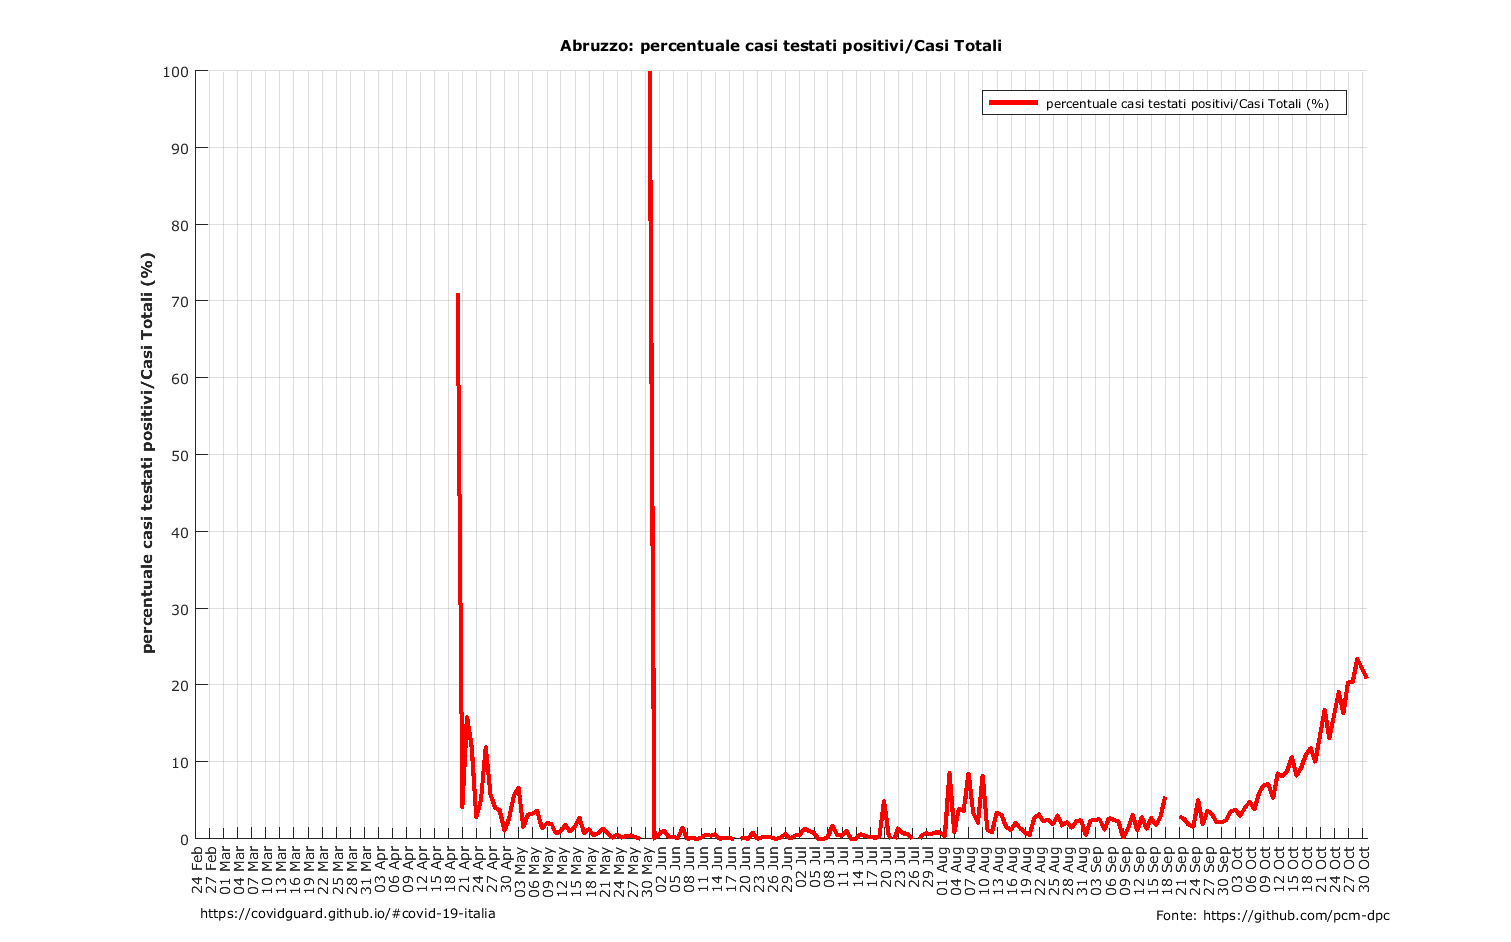 Abruzzo: percentuale casi testati positivi/Casi Totali
percentuale casi testati positivi/Casi Totali (%)
percentuale casi testati positivi/Casi Totali (%)
100
90
80
70
60
50
40
30
20
10
0
24 Feb
27 Feb
01 Mar
04 Mar
07 Mar
10 Mar
13 Mar
16 Mar
19 Mar
22 Mar
25 Mar
28 Mar
31 Mar
03 Apr
06 Apr
09 Apr
12 Apr
15 Apr
18 Apr
21 Apr
24 Apr
27 Apr
30 Apr
03 May
06 May
09 May
12 May
15 May
18 May
21 May
24 May
27 May
30 May
02 Jun
05 Jun
08 Jun
11 Jun
14 Jun
17 Jun
20 Jun
23 Jun
26 Jun
29 Jun
02 Jul
05 Jul
08 Jul
11 Jul
14 Jul
17 Jul
20 Jul
23 Jul
26 Jul
29 Jul
01 Aug
04 Aug
07 Aug
10 Aug
13 Aug
16 Aug
19 Aug
22 Aug
25 Aug
28 Aug
31 Aug
03 Sep
06 Sep
09 Sep
12 Sep
15 Sep
18 Sep
21 Sep
24 Sep
27 Sep
30 Sep
03 Oct
06 Oct
09 Oct
12 Oct
15 Oct
18 Oct
21 Oct
24 Oct
27 Oct
30 Oct
https://covidguard.github.io/#covid-19-italia
Fonte: https://github.com/pcm-dpc